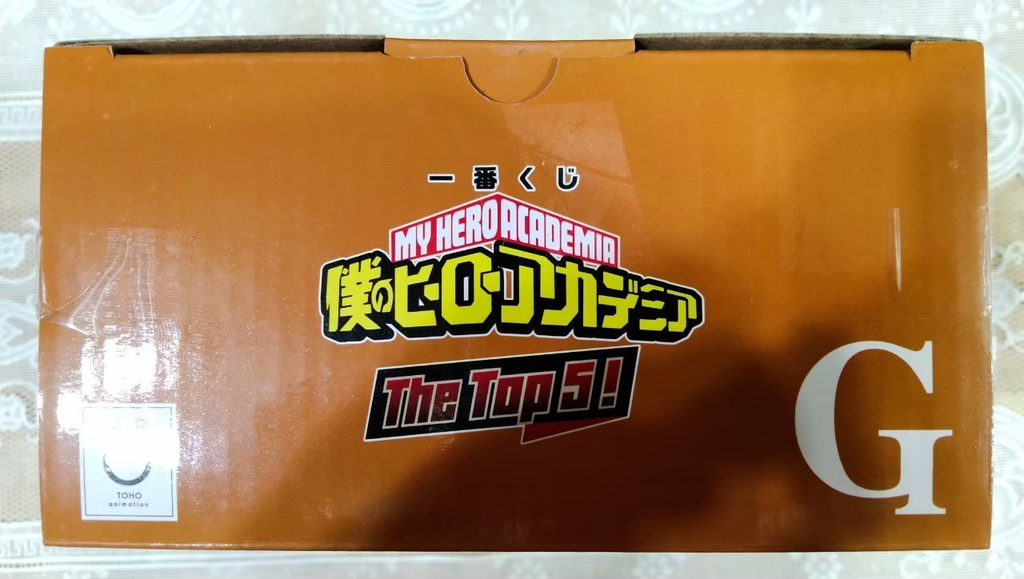 一番くじ
MY HERO ACADEMIA
僕のヒーローアカデミア
The Top 5!
G
TOHO
animation